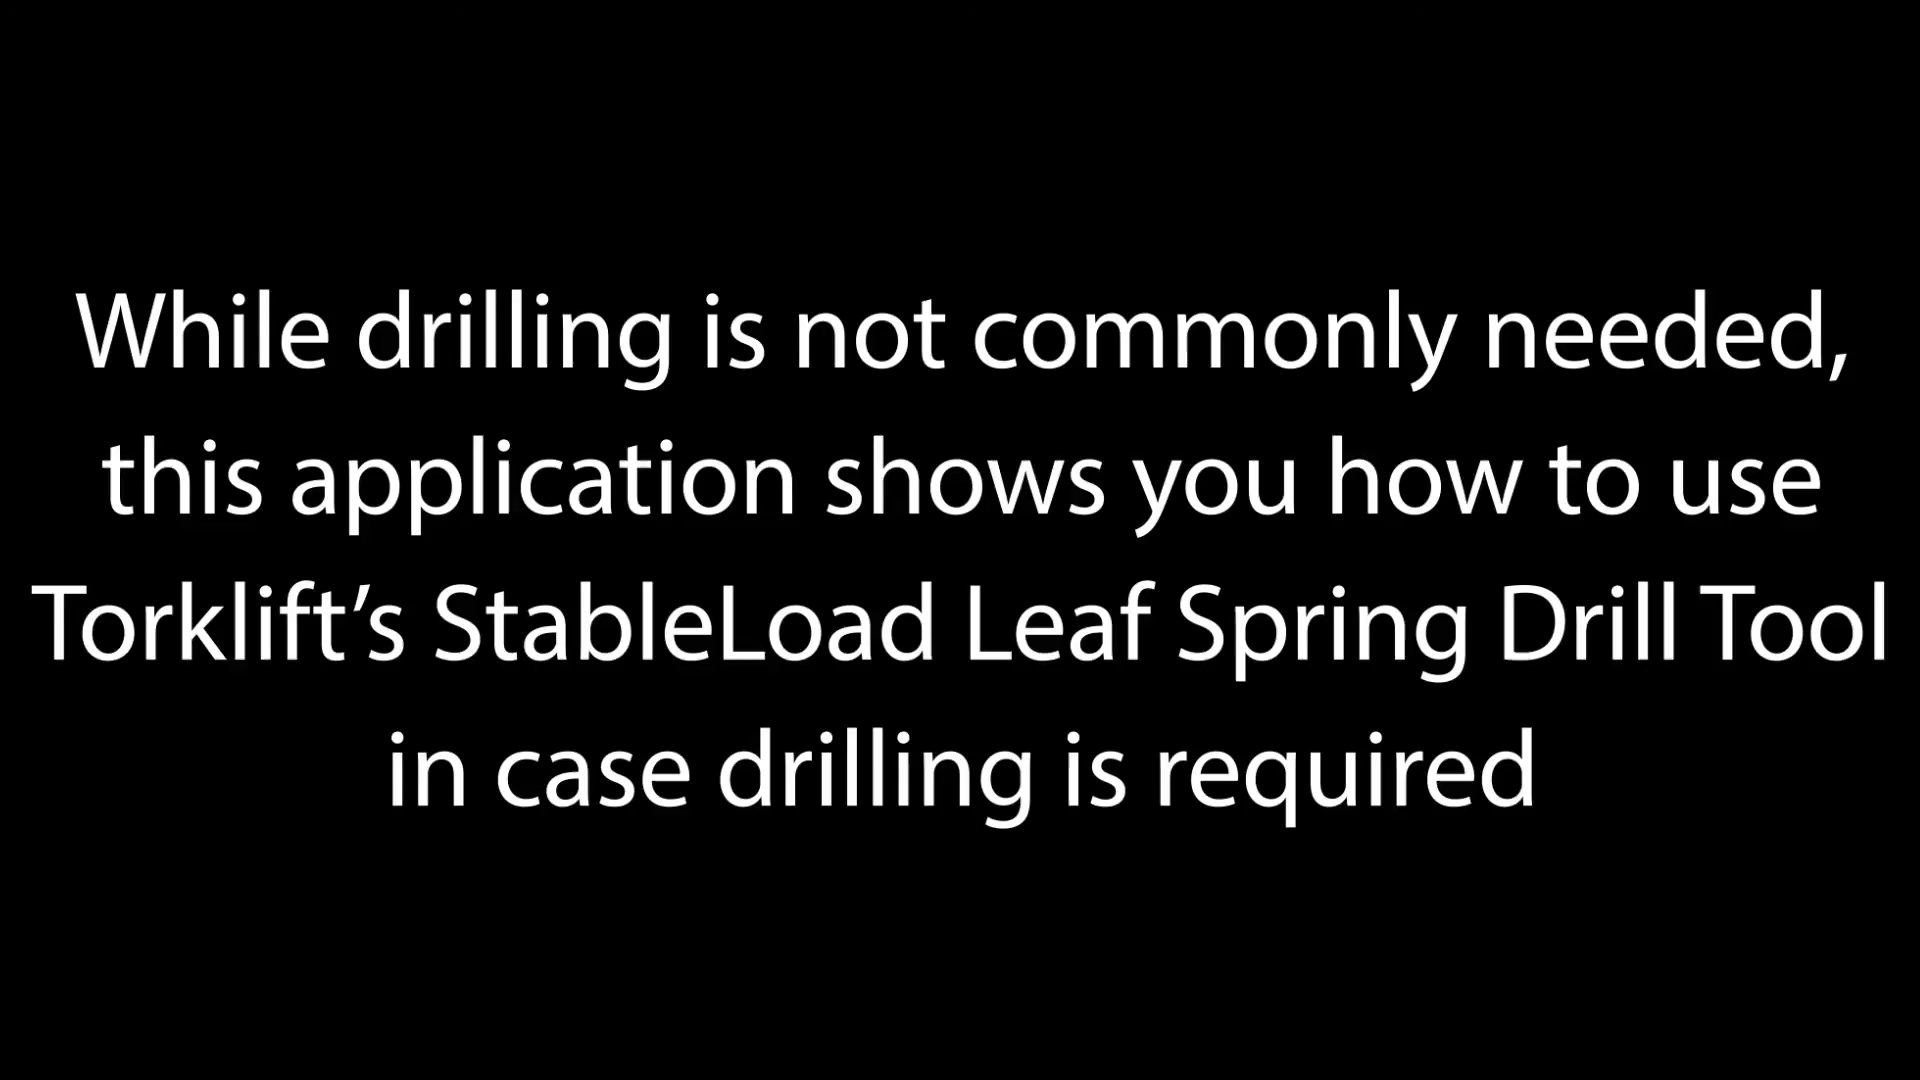 While drilling is not commonly needed,
this application shows you how to use
Torklift’s StableLoad Leaf Spring Drill Tool
in case drilling is required